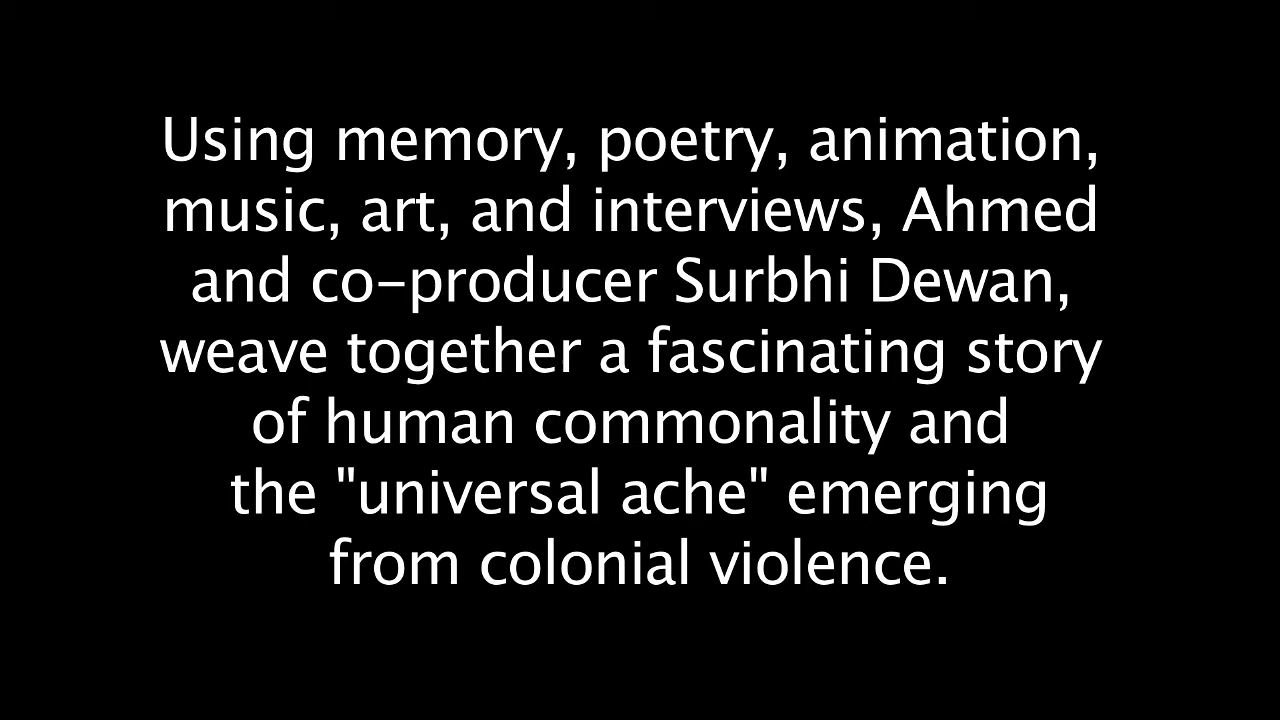 Using memory, poetry, animation,
music, art, and interviews, Ahmed
and co-producer Surbhi Dewan,
weave together a fascinating story
of human commonality and
the "universal ache" emerging
from colonial violence.